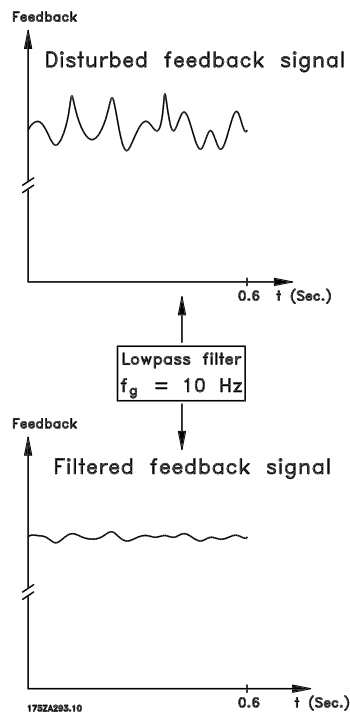 Feedback
Disturbed feedback signal
0.6 t (Sec.)
Lowpass filter
fg = 10 Hz
Feedback
Filtered feedback signal
0.6 t (Sec.)
175ZA293.10